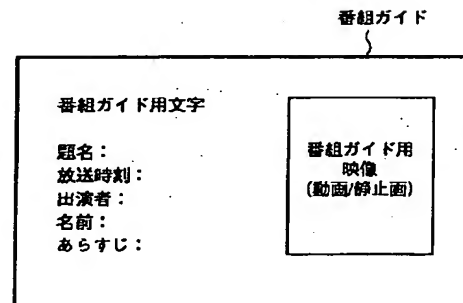 番組ガイド
番組ガイド用文字
題名：
放送時刻：
出演者：
名前：
あらすじ：
番組ガイド用
映像
(動画/静止画)